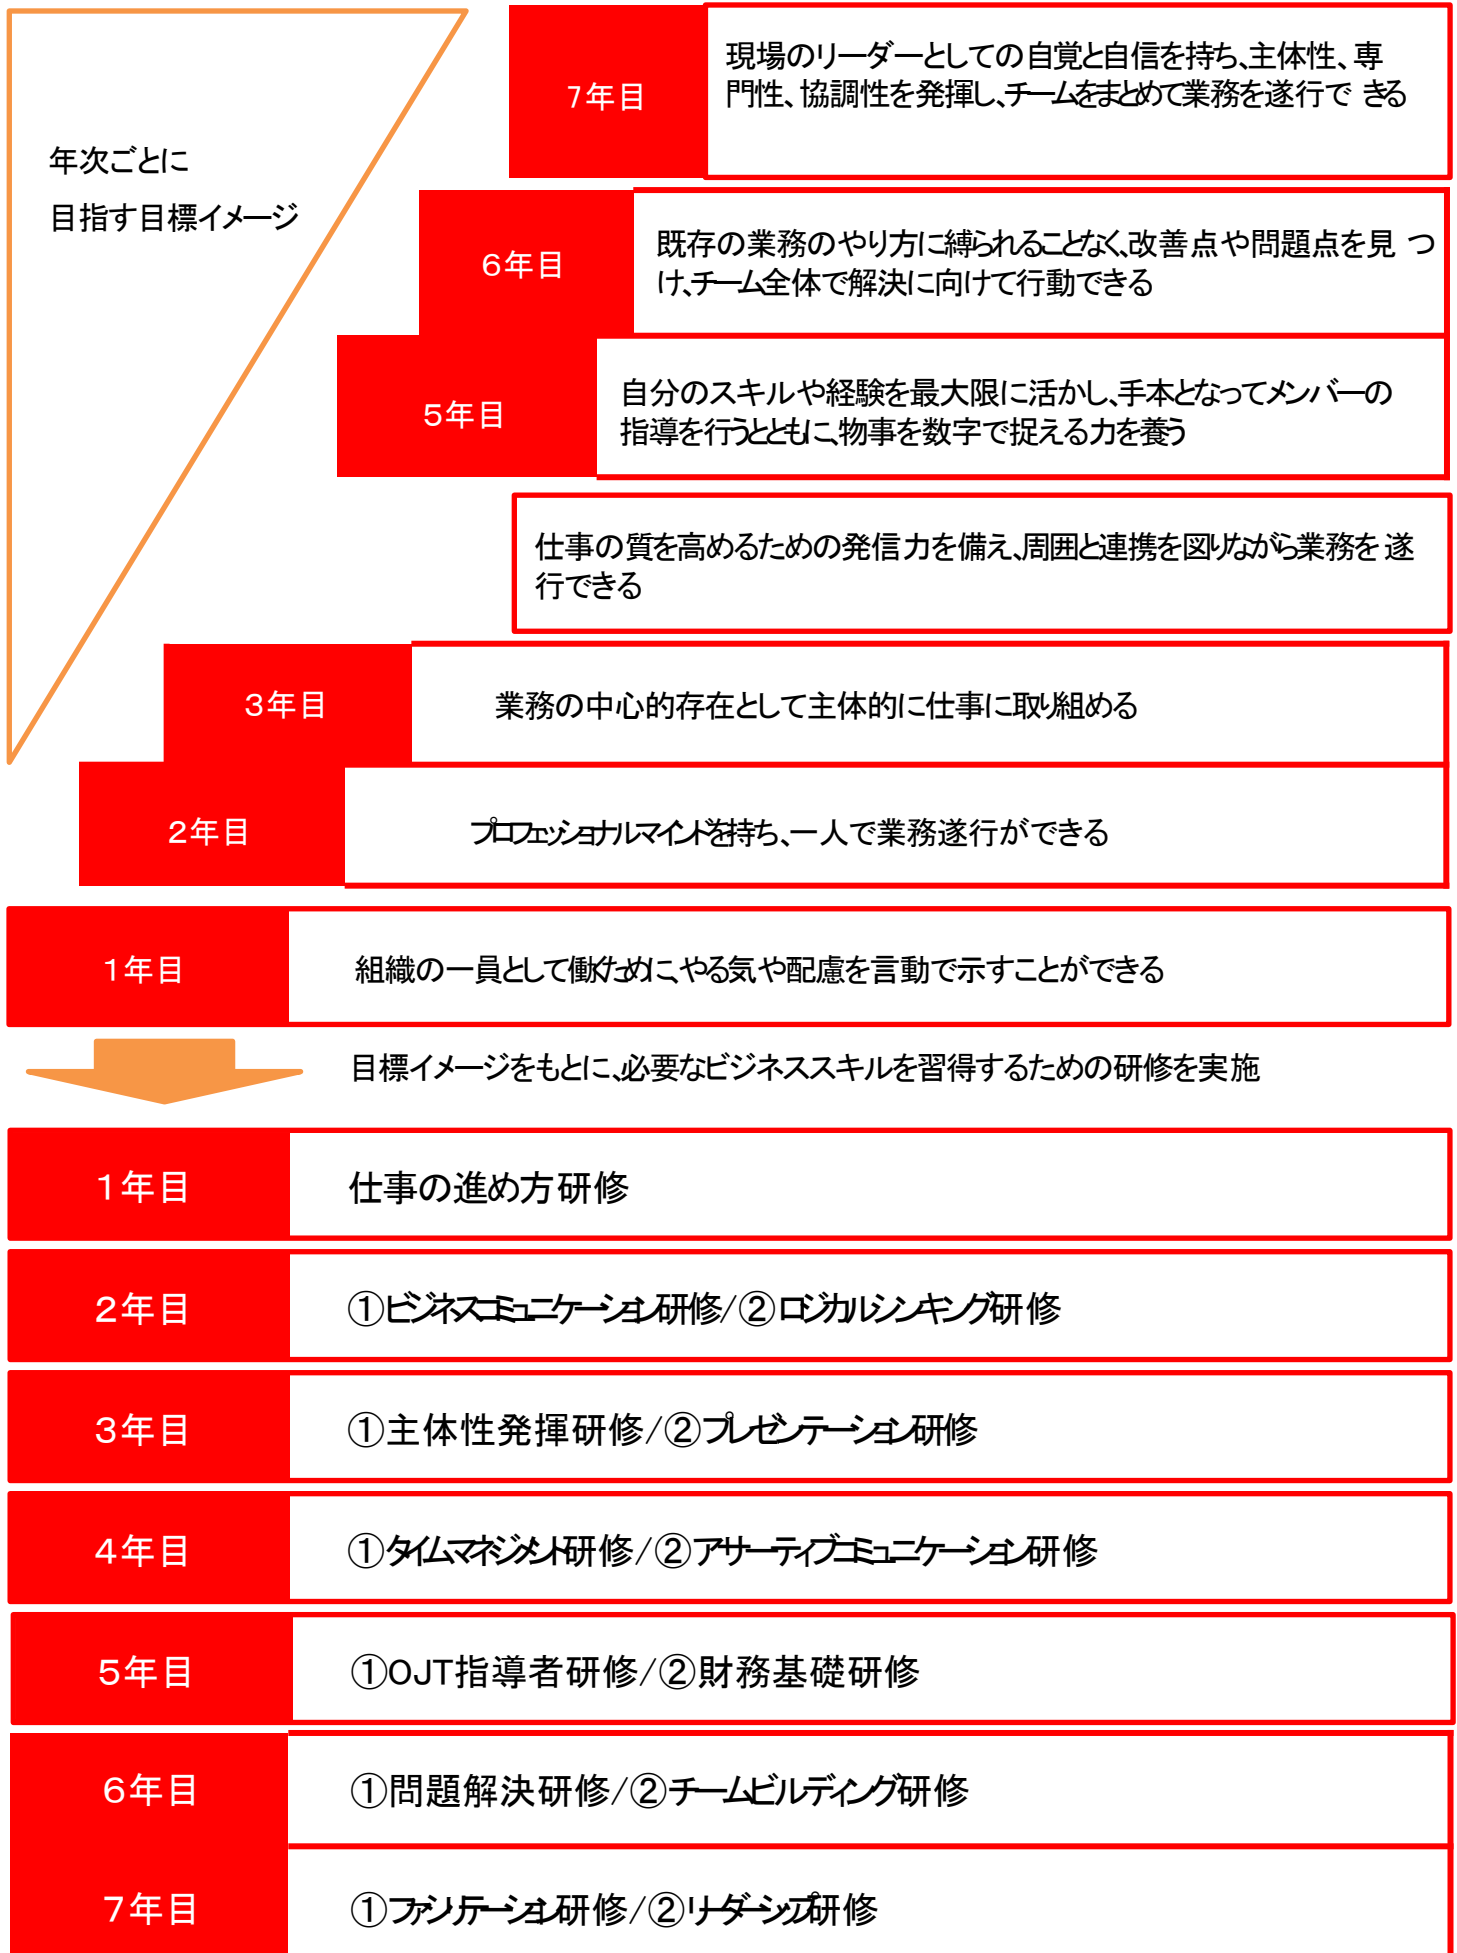 年次ごとに
目指す目標イメージ
7年目
現場のリーダーとしての自覚と自信を持ち、主体性、専
門性、協調性を発揮し、チームをまとめて業務を遂行で きる
６年目
既存の業務のやり方に縛られることなく、改善点や問題点を見 つ
け、チーム全体で解決に向けて行動できる
５年目
自分のスキルや経験を最大限に活かし、手本となってメンバーの
指導を行うとともに、物事を数字で捉える力を養う
仕事の質を高めるための発信力を備え、周囲と連携を図りながら業務を 遂
行できる
３年目
業務の中心的存在として主体的に仕事に取り組める
２年目
プロフェッショナルマインドを持ち、一人で業務遂行ができる
１年目
組織の一員として働くために、やる気や配慮を言動で示すことができる
目標イメージをもとに、必要なビジネススキルを習得するための研修を実施
１年目
仕事の進め方研修
２年目
①ビジネスコミュニケーション研修/②ロジカルシンキング研修
３年目
①主体性発揮研修/②プレゼンテーション研修
４年目
①タイムマネジメント研修/②アサーティブコミュニケーション研修
５年目
①OJT指導者研修/②財務基礎研修
６年目
①問題解決研修/②チームビルディング研修
７年目
①ファシリテーション研修/②リーダーシップ研修